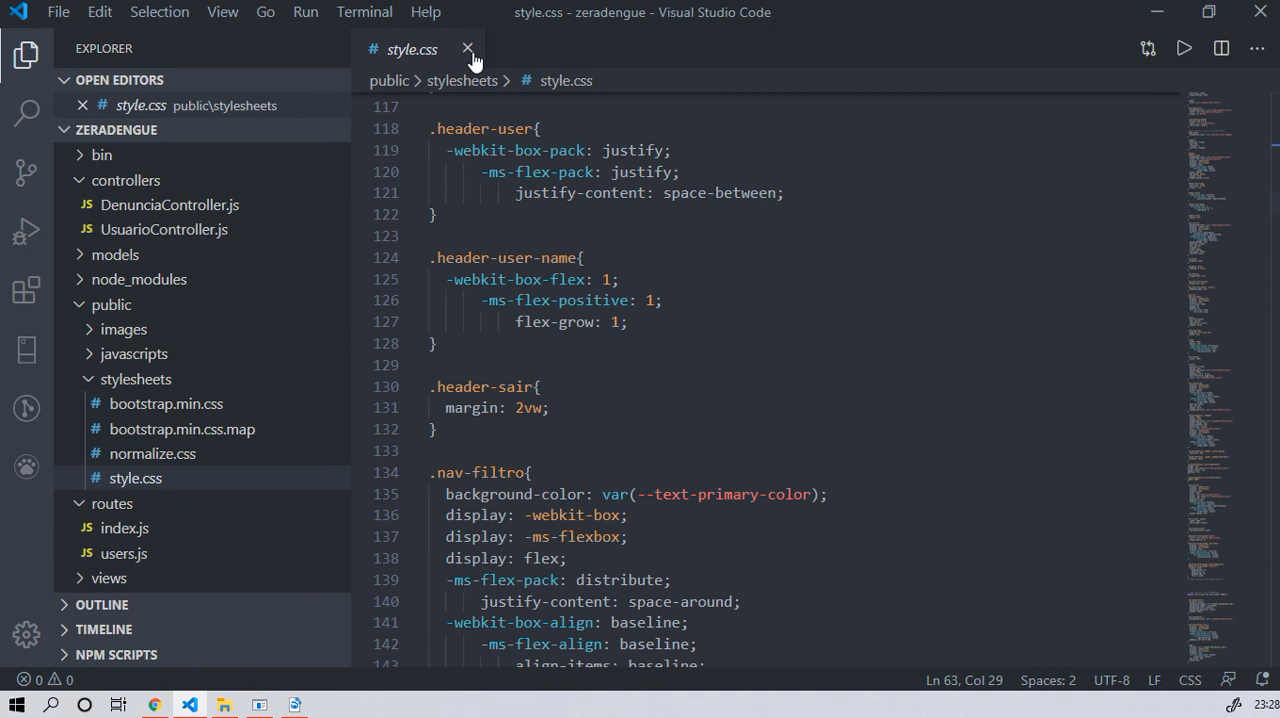 File Edit Selection View Go Run Terminal Help style.css - zeradengue - Visual Studio Code
EXPLORER
OPEN EDITORS
style.css public\stylesheets
ZERADENGUE
bin
controllers
JS DenunciaController.js
JS UsuarioController.js
models
node_modules
public
images
javascripts
stylesheets
# bootstrap.min.css
# bootstrap.min.css.map
# normalize.css
# style.css
routes
JS index.js
JS users.js
views
OUTLINE
TIMELINE
NPM SCRIPTS
# style.css
public > stylesheets > # style.css
117
118 .header-user{
119 -webkit-box-pack: justify;
120 -ms-flex-pack: justify;
121 justify-content: space-between;
122 }
123
124 .header-user-name{
125 -webkit-box-flex: 1;
126 -ms-flex-positive: 1;
127 flex-grow: 1;
128 }
129
130 .header-sair{
131 margin: 2vw;
132 }
133
134 .nav-filtro{
135 background-color: var(--text-primary-color);
136 display: -webkit-box;
137 display: -ms-flexbox;
138 display: flex;
139 -ms-flex-pack: distribute;
140 justify-content: space-around;
141 -webkit-box-align: baseline;
142 -ms-flex-align: baseline;
143 align-items: baseline;
0 0 Ln 63, Col 29 Spaces: 2 UTF-8 LF CSS
23:28